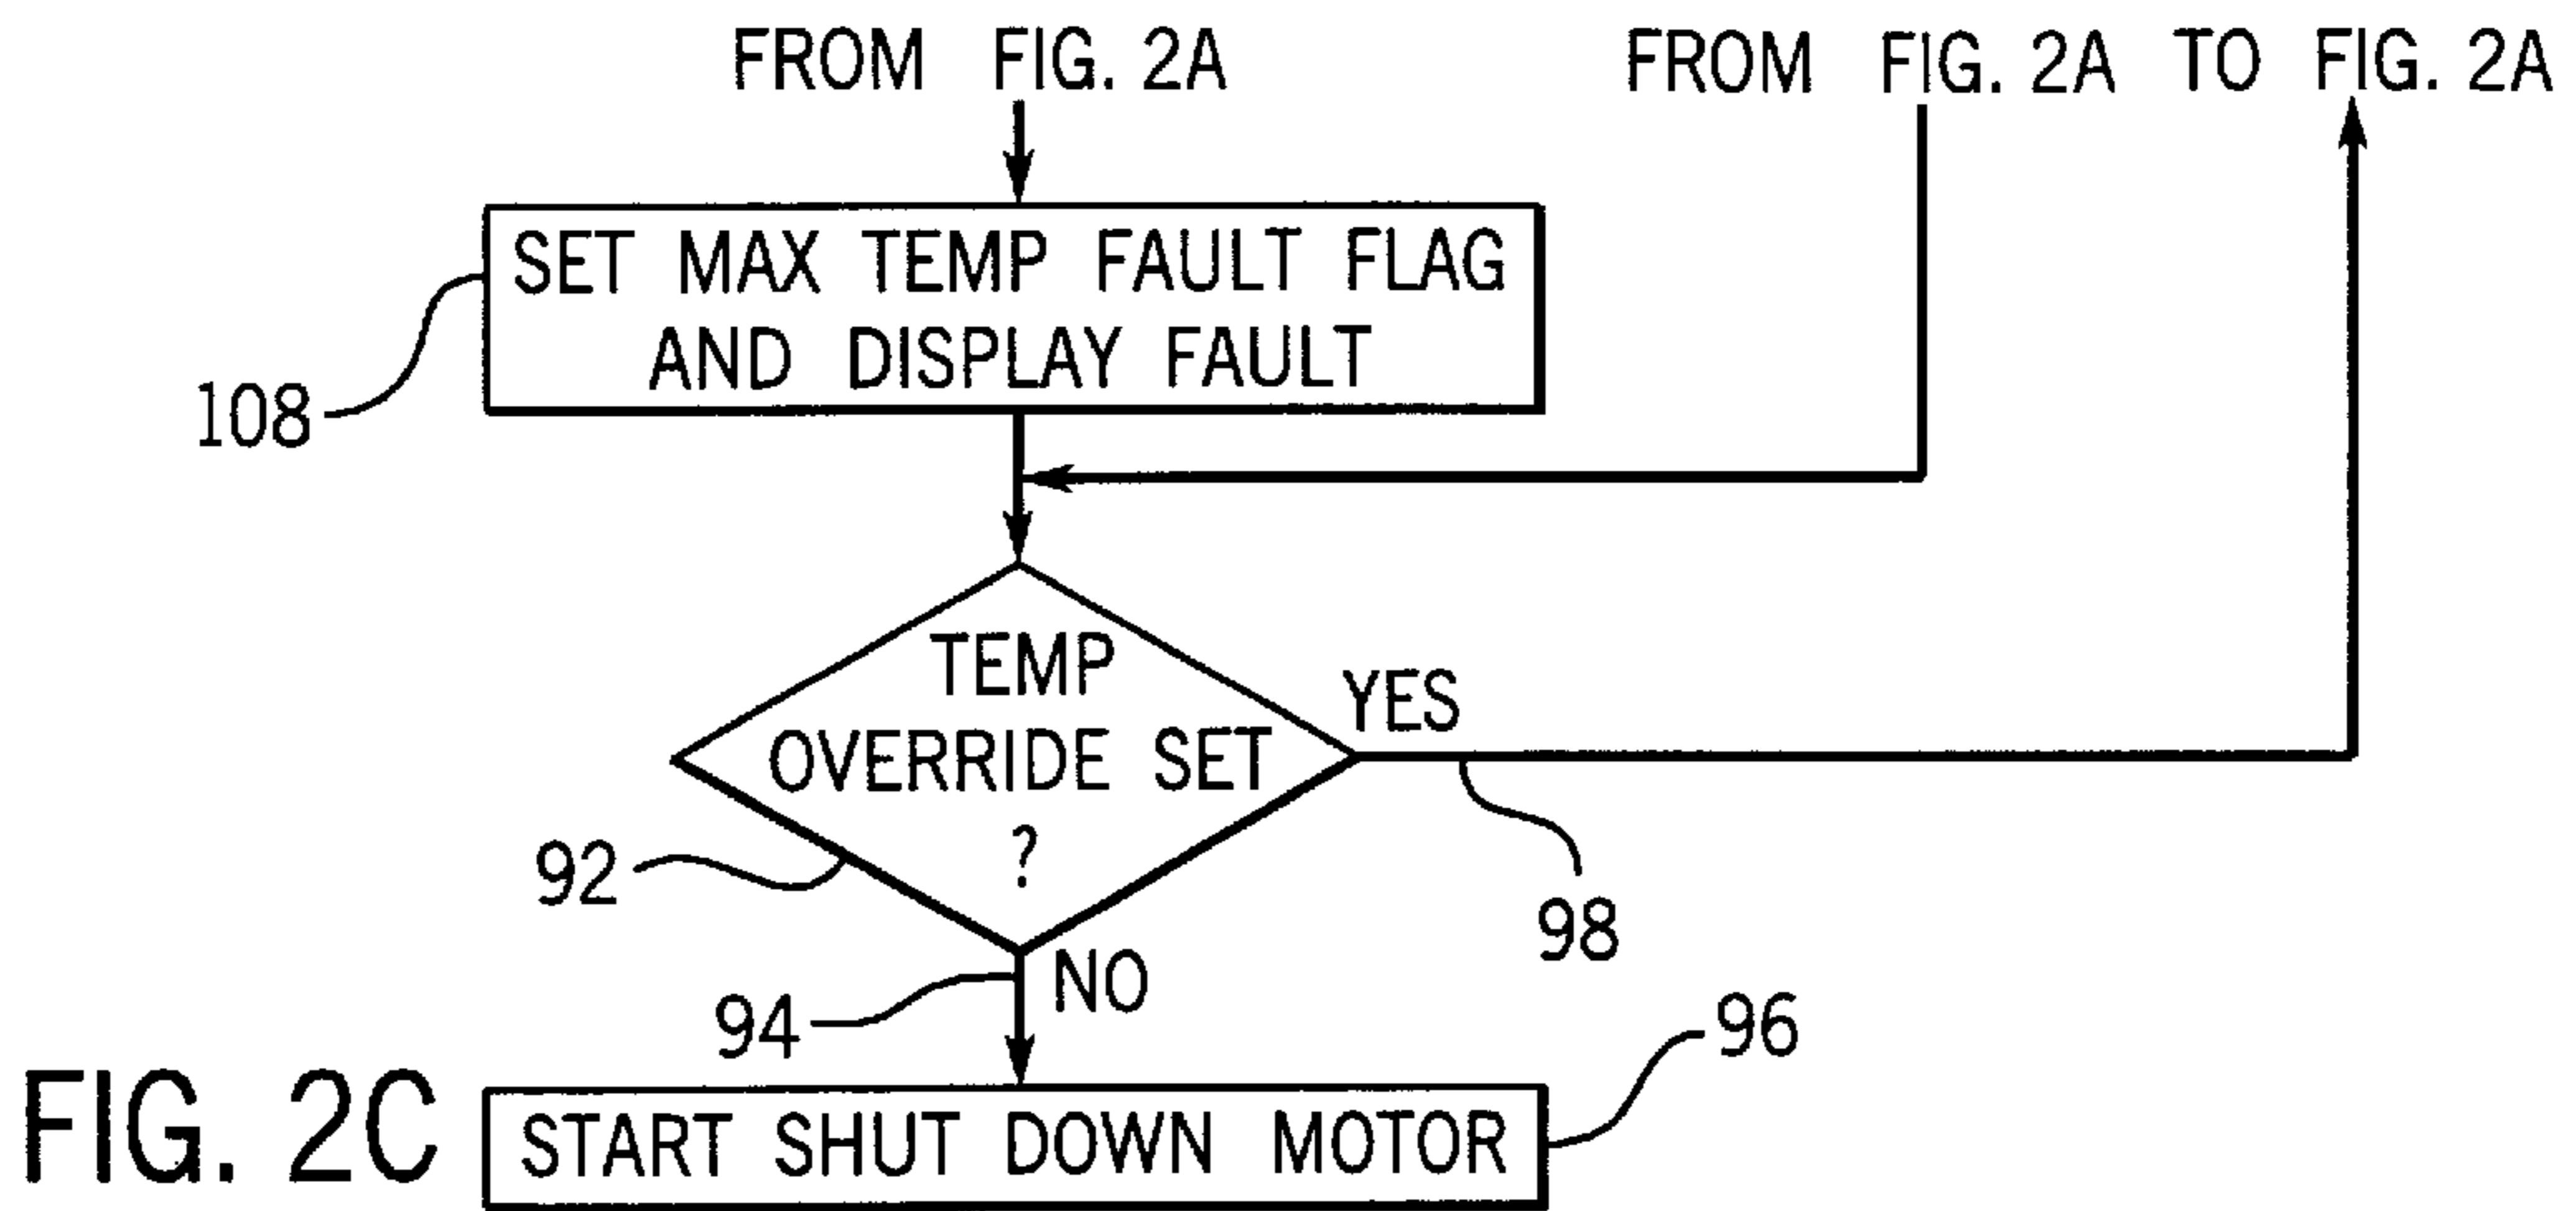 FROM FIG. 2A
FROM FIG. 2A
TO FIG. 2A
SET MAX TEMP FAULT FLAG
AND DISPLAY FAULT
108
TEMP
OVERRIDE SET
?
YES
92
98
NO
94
96
START SHUT DOWN MOTOR
FIG. 2C